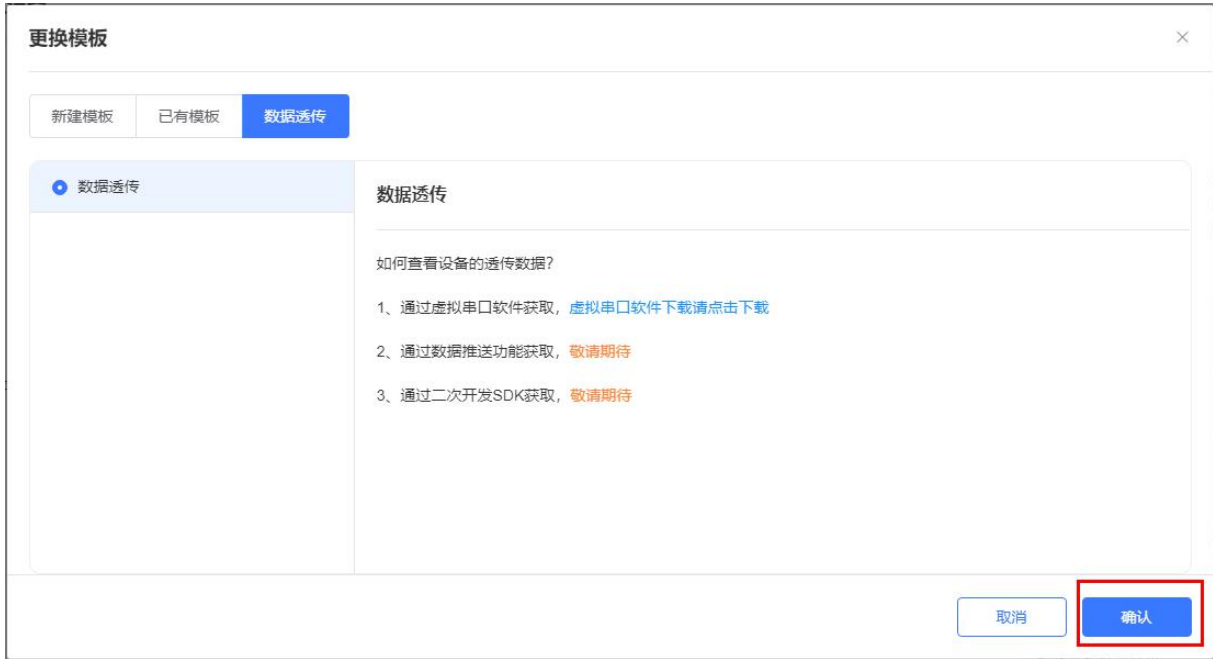 更换模板
新建模板 已有模板 数据透传
数据透传
数据透传
如何查看设备的透传数据?
1、通过虚拟串口软件获取，虚拟串口软件下载请点击下载
2、通过数据推送功能获取，敬请期待
3、通过二次开发SDK获取，敬请期待
取消 确认